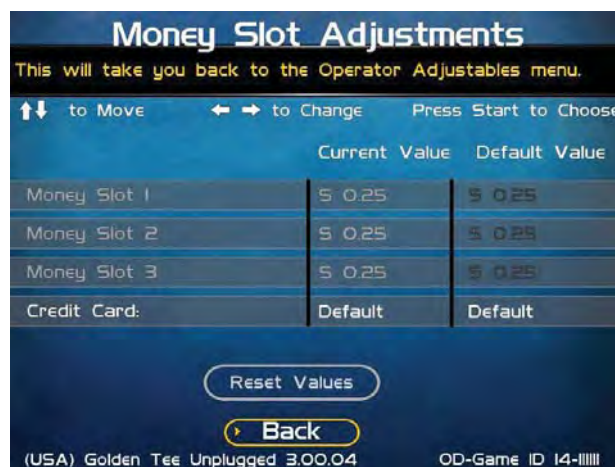 Money Slot Adjustments
This will take you back to the Operator Adjustables menu.
to Move to Change Press Start to Choose
Current Value Default Value
Money Slot 1 $ 0.25 $ 0.25
Money Slot 2 $ 0.25 $ 0.25
Money Slot 3 $ 0.25 $ 0.25
Credit Card: Default Default
Reset Values
Back
(USA) Golden Tee Unplugged 3.00.04 OD-Game ID